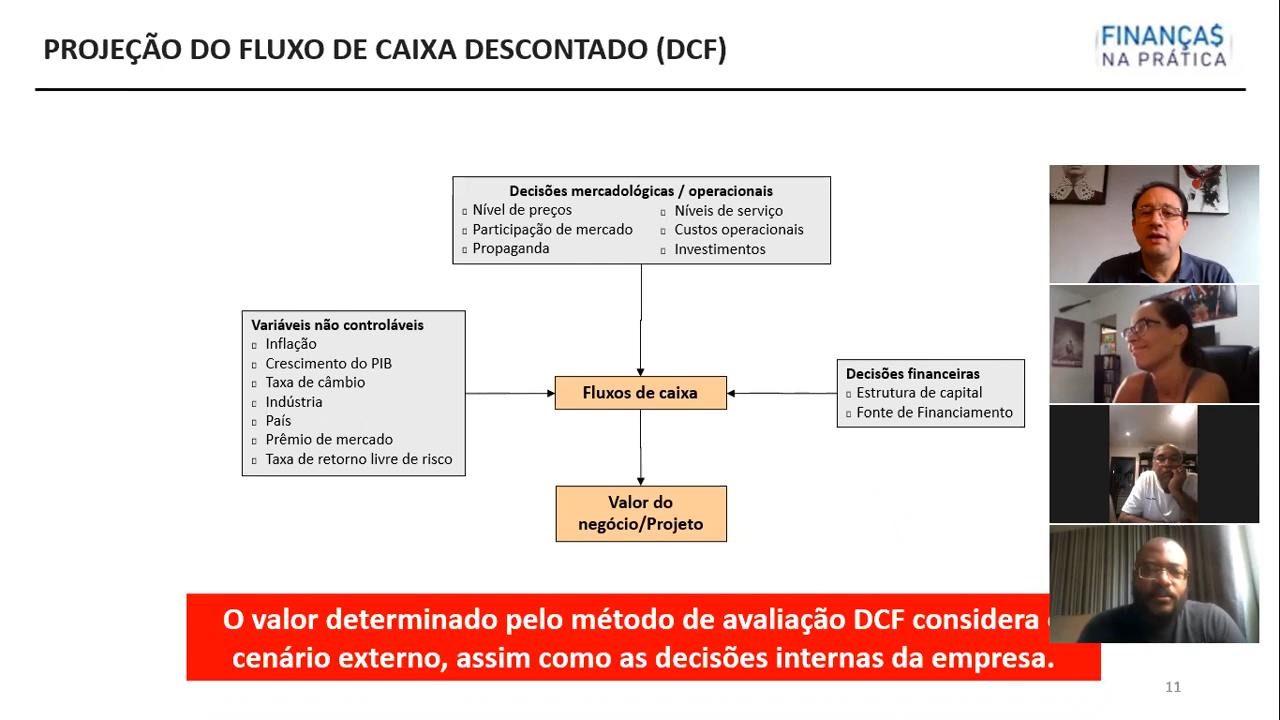 PROJEÇÃO DO FLUXO DE CAIXA DESCONTADO (DCF)
FINANÇA$
NA PRÁTICA
Decisões mercadológicas / operacionais
Nível de preços
Participação de mercado
Propaganda
Níveis de serviço
Custos operacionais
Investimentos
Variáveis não controláveis
Inflação
Crescimento do PIB
Taxa de câmbio
Indústria
País
Prêmio de mercado
Taxa de retorno livre de risco
Fluxos de caixa
Decisões financeiras
Estrutura de capital
Fonte de Financiamento
Valor do
negócio/Projeto
O valor determinado pelo método de avaliação DCF considera
cenário externo, assim como as decisões internas da empresa.
11